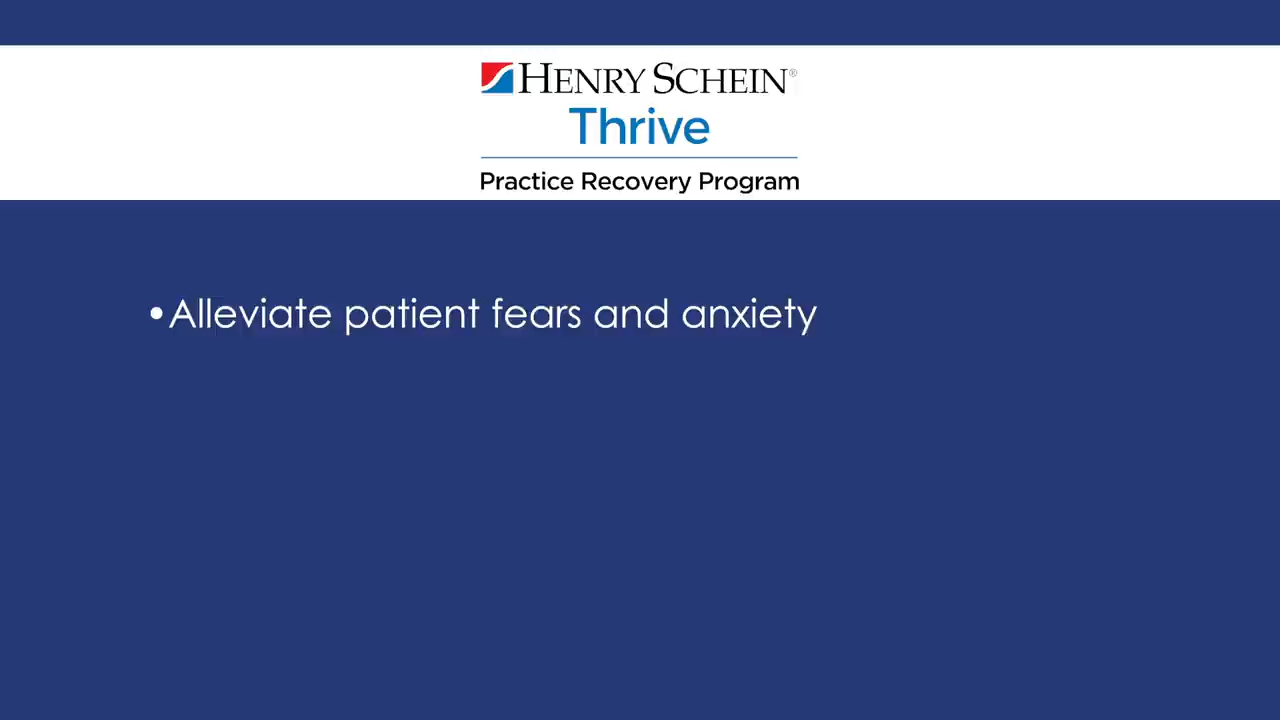 HENRY SCHEIN®
Thrive
Practice Recovery Program
•Alleviate patient fears and anxiety